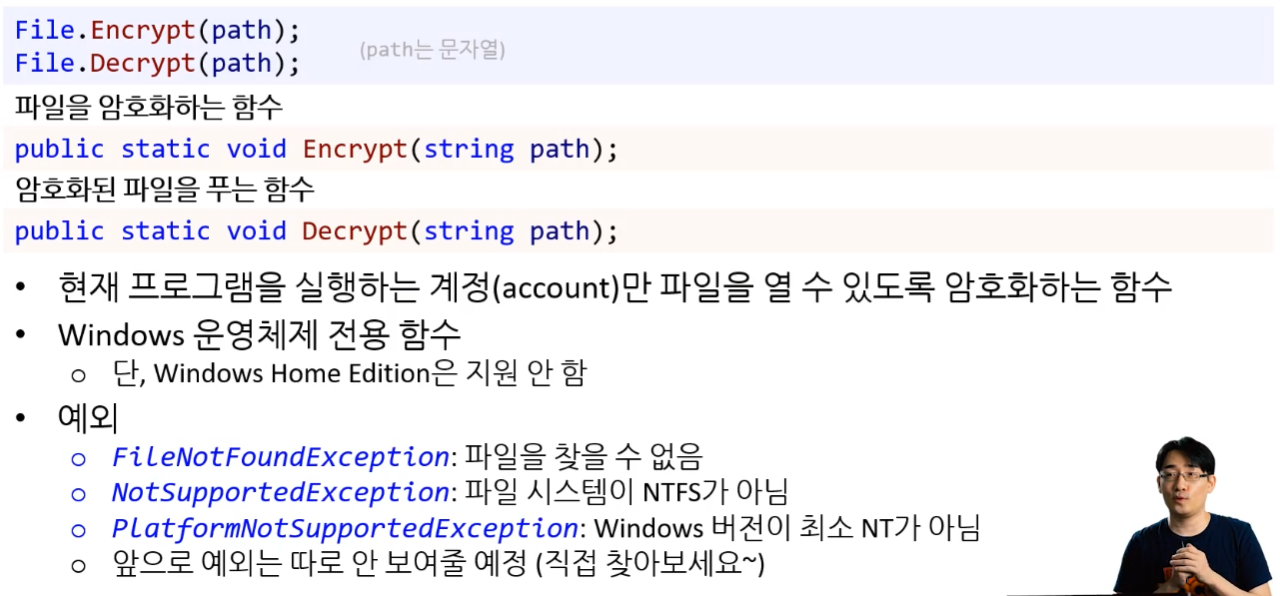 File.Encrypt(path);
File.Decrypt(path);
(path는 문자열)
파일을 암호화하는 함수
public static void Encrypt(string path);
암호화된 파일을 푸는 함수
public static void Decrypt(string path);
• 현재 프로그램을 실행하는 계정(account)만 파일을 열 수 있도록 암호화하는 함수
• Windows 운영체제 전용 함수
o 단, Windows Home Edition은 지원 안 함
• 예외
o FileNotFoundException: 파일을 찾을 수 없음
o NotSupportedException: 파일 시스템이 NTFS가 아님
o PlatformNotSupportedException: Windows 버전이 최소 NT가 아님
o 앞으로 예외는 따로 안 보여줄 예정 (직접 찾아보세요~)